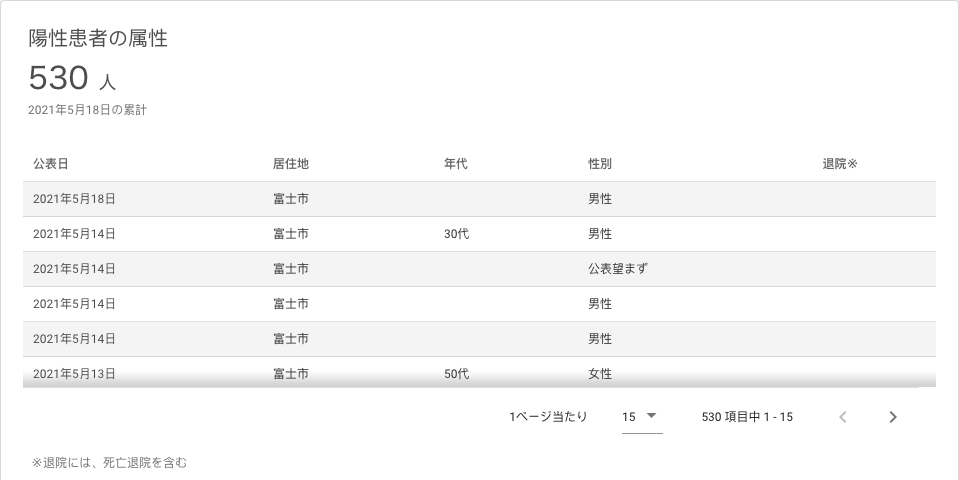 陽性患者の属性
530 人
2021年5月18日の累計
公表日 居住地 年代 性別 退院※
2021年5月18日 富士市 男性
2021年5月14日 富士市 30代 男性
2021年5月14日 富士市 公表望まず
2021年5月14日 富士市 男性
2021年5月14日 富士市 男性
2021年5月13日 富士市 50代 女性
1ページ当たり 15 530 項目中 1 - 15
※退院には、死亡退院を含む